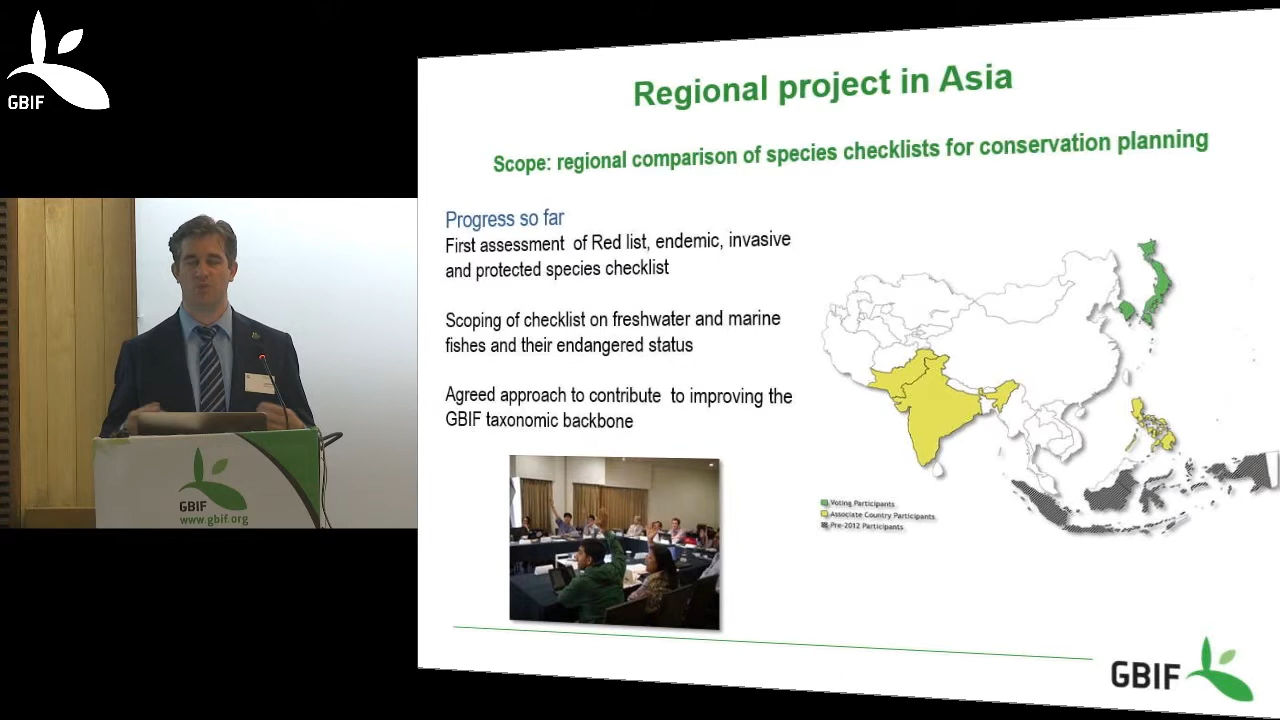 GBIF
Regional project in Asia
Scope: regional comparison of species checklists for conservation planning
Progress so far
First assessment of Red list, endemic, invasive
and protected species checklist
Scoping of checklist on freshwater and marine
fishes and their endangered status
Agreed approach to contribute to improving the
GBIF taxonomic backbone
Voting Participants
Associate Country Participants
Pre-2012 Participants
GBIF
www.gbif.org
GBIF